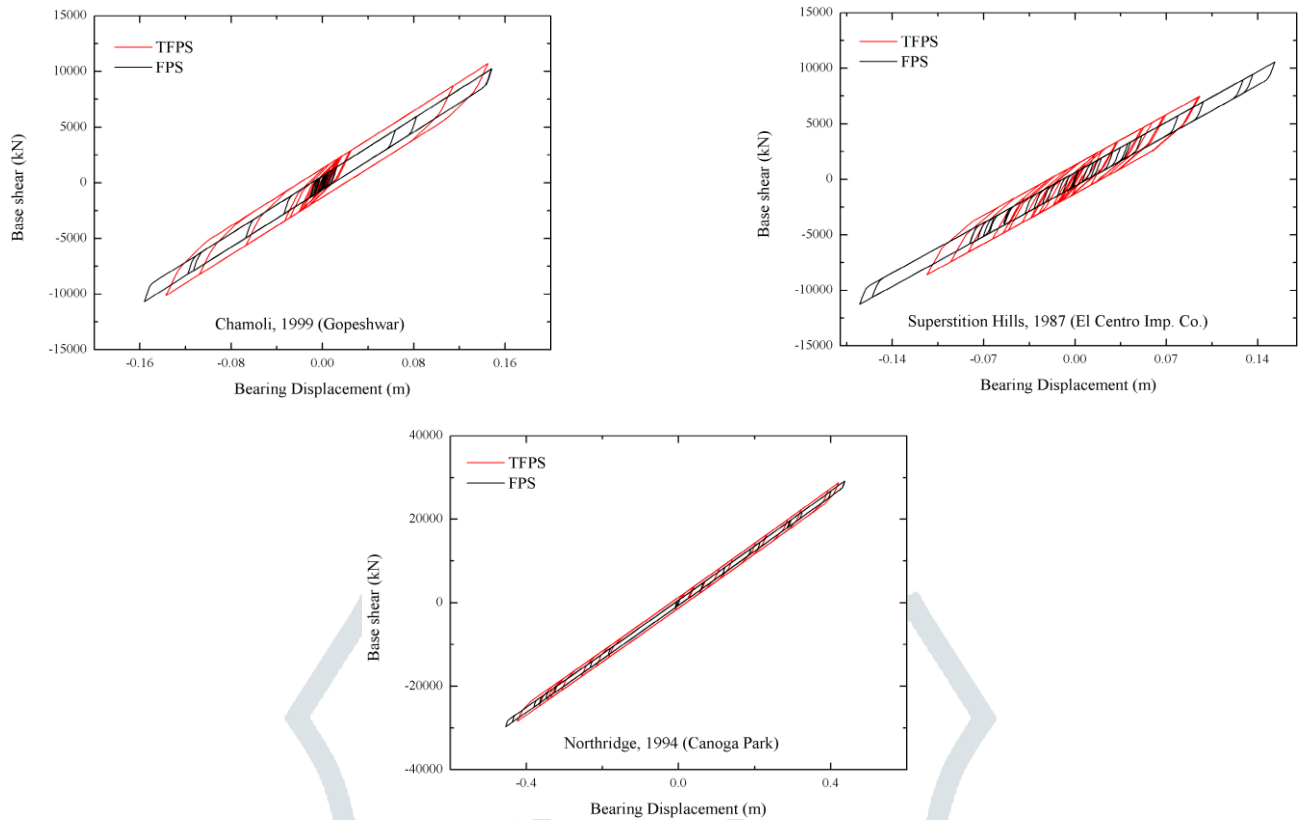 15000
10000
5000
0
-5000
-10000
-15000
Base shear (kN)
TFPS
FPS
Chamoli, 1999 (Gopeshwar)
-0.16 -0.08 0.00 0.08 0.16
Bearing Displacement (m)
15000
10000
5000
0
-5000
-10000
-15000
Base shear (kN)
TFPS
FPS
Superstition Hills, 1987 (El Centro Imp. Co.)
-0.14 -0.07 0.00 0.07 0.14
Bearing Displacement (m)
40000
20000
0
-20000
-40000
Base shear (kN)
TFPS
FPS
Northridge, 1994 (Canoga Park)
-0.4 0.0 0.4
Bearing Displacement (m)